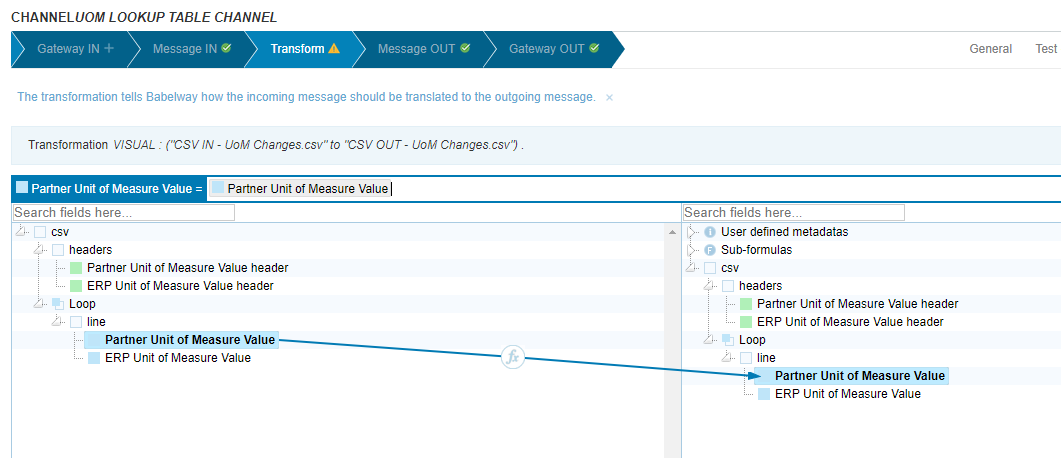 CHANNELUOM LOOKUP TABLE CHANNEL
Gateway IN Message IN Transform Message OUT Gateway OUT General Test
The transformation tells Babelway how the incoming message should be translated to the outgoing message. ×
Transformation VISUAL : ("CSV IN - UoM Changes.csv" to "CSV OUT - UoM Changes.csv") .
Partner Unit of Measure Value = Partner Unit of Measure Value
Search fields here...
csv
headers
Partner Unit of Measure Value header
ERP Unit of Measure Value header
Loop
line
Partner Unit of Measure Value
ERP Unit of Measure Value
fx
Search fields here...
I User defined metadatas
F Sub-formulas
csv
headers
Partner Unit of Measure Value header
ERP Unit of Measure Value header
Loop
line
Partner Unit of Measure Value
ERP Unit of Measure Value